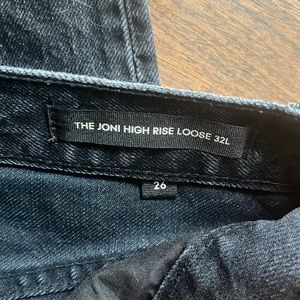 THE JONI HIGH RISE LOOSE 32L
26